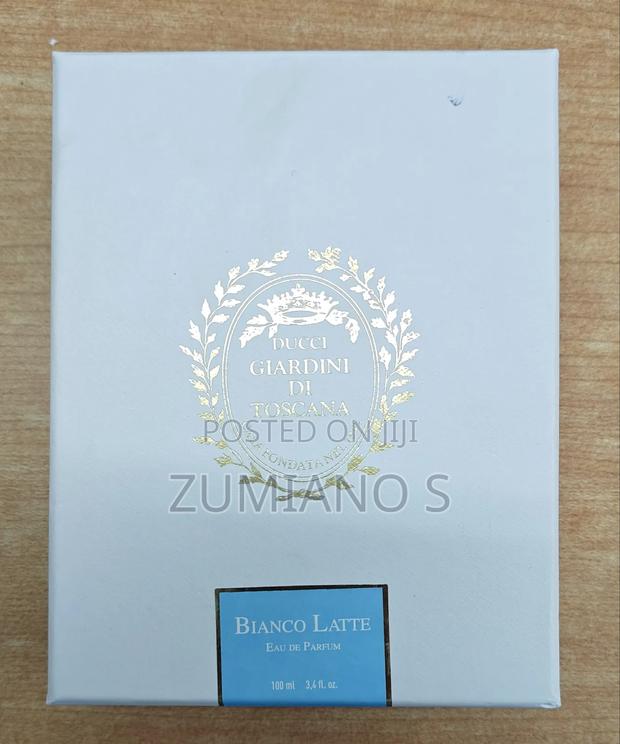 DUCCI
GIARDINI
DI
TOSCANA
FONDATA NEL
POSTED ON JIJI
ZUMIANO S
BIANCO LATTE
EAU DE PARFUM
100 ml 3,4 fl. oz.